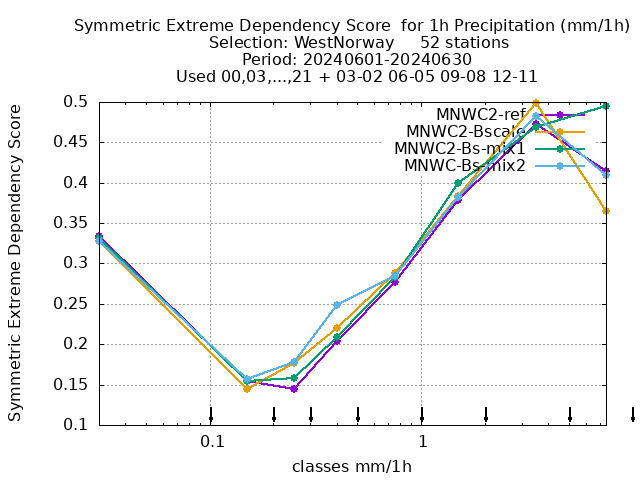 Symmetric Extreme Dependency Score  for 1h Precipitation (mm/1h)
Selection: WestNorway     52 stations
Period: 20240601-20240630
Used 00,03,...,21 + 03-02 06-05 09-08 12-11
Symmetric Extreme Dependency Score
0.5
0.45
0.4
0.35
0.3
0.25
0.2
0.15
0.1
MNWC2-ref
MNWC2-Bscale
MNWC2-Bs-mix1
MNWC-Bs-mix2
0.1
1
classes mm/1h